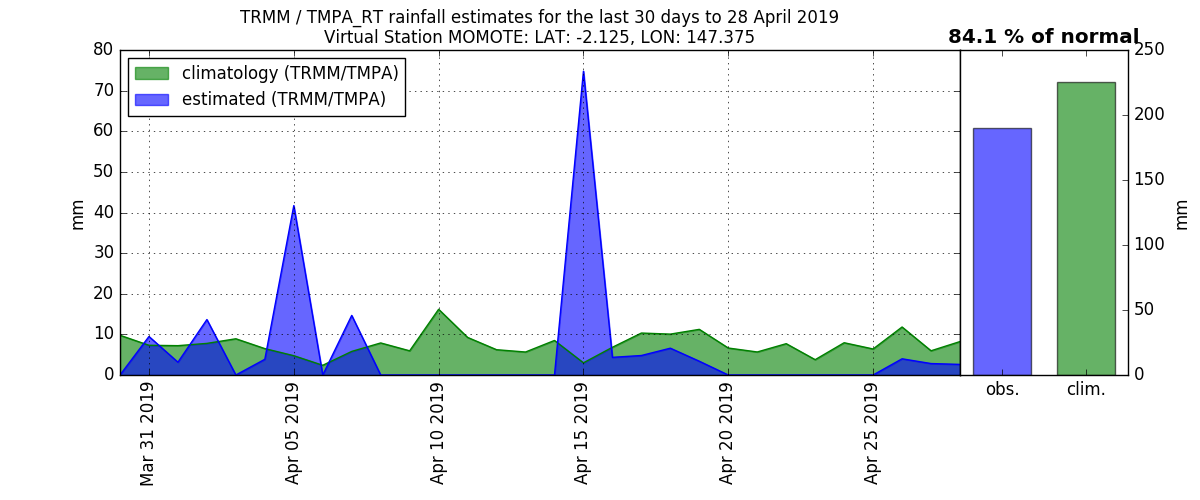 TRMM / TMPA_RT rainfall estimates for the last 30 days to 28 April 2019
Virtual Station MOMOTE: LAT: -2.125, LON: 147.375
84.1 % of normal
climatology (TRMM/TMPA)
estimated (TRMM/TMPA)
80
70
60
50
40
30
20
10
0
mm
Mar 31 2019
Apr 05 2019
Apr 10 2019
Apr 15 2019
Apr 20 2019
Apr 25 2019
obs.
clim.
250
200
150
100
50
0
mm